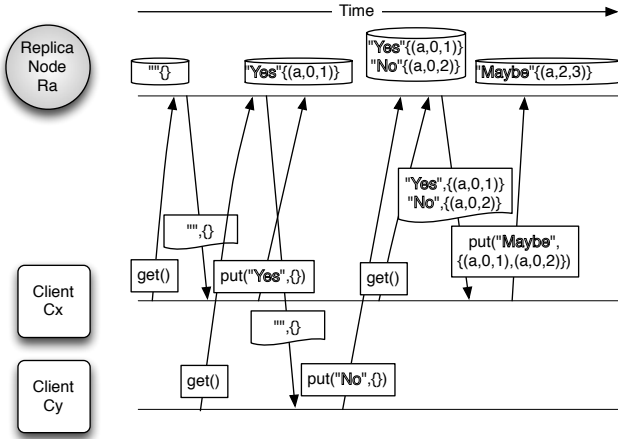 Time
Replica
Node
Ra
""{}
"Yes"{(a,0,1)}
"Yes"{(a,0,1)}
"No"{(a,0,2)}
"Maybe"{(a,2,3)}
"Yes",{(a,0,1)}
"No",{(a,0,2)}
"",{}
put("Maybe",
{(a,0,1),(a,0,2)})
get()
put("Yes",{})
get()
Client
Cx
"",{}
get()
put("No",{})
Client
Cy